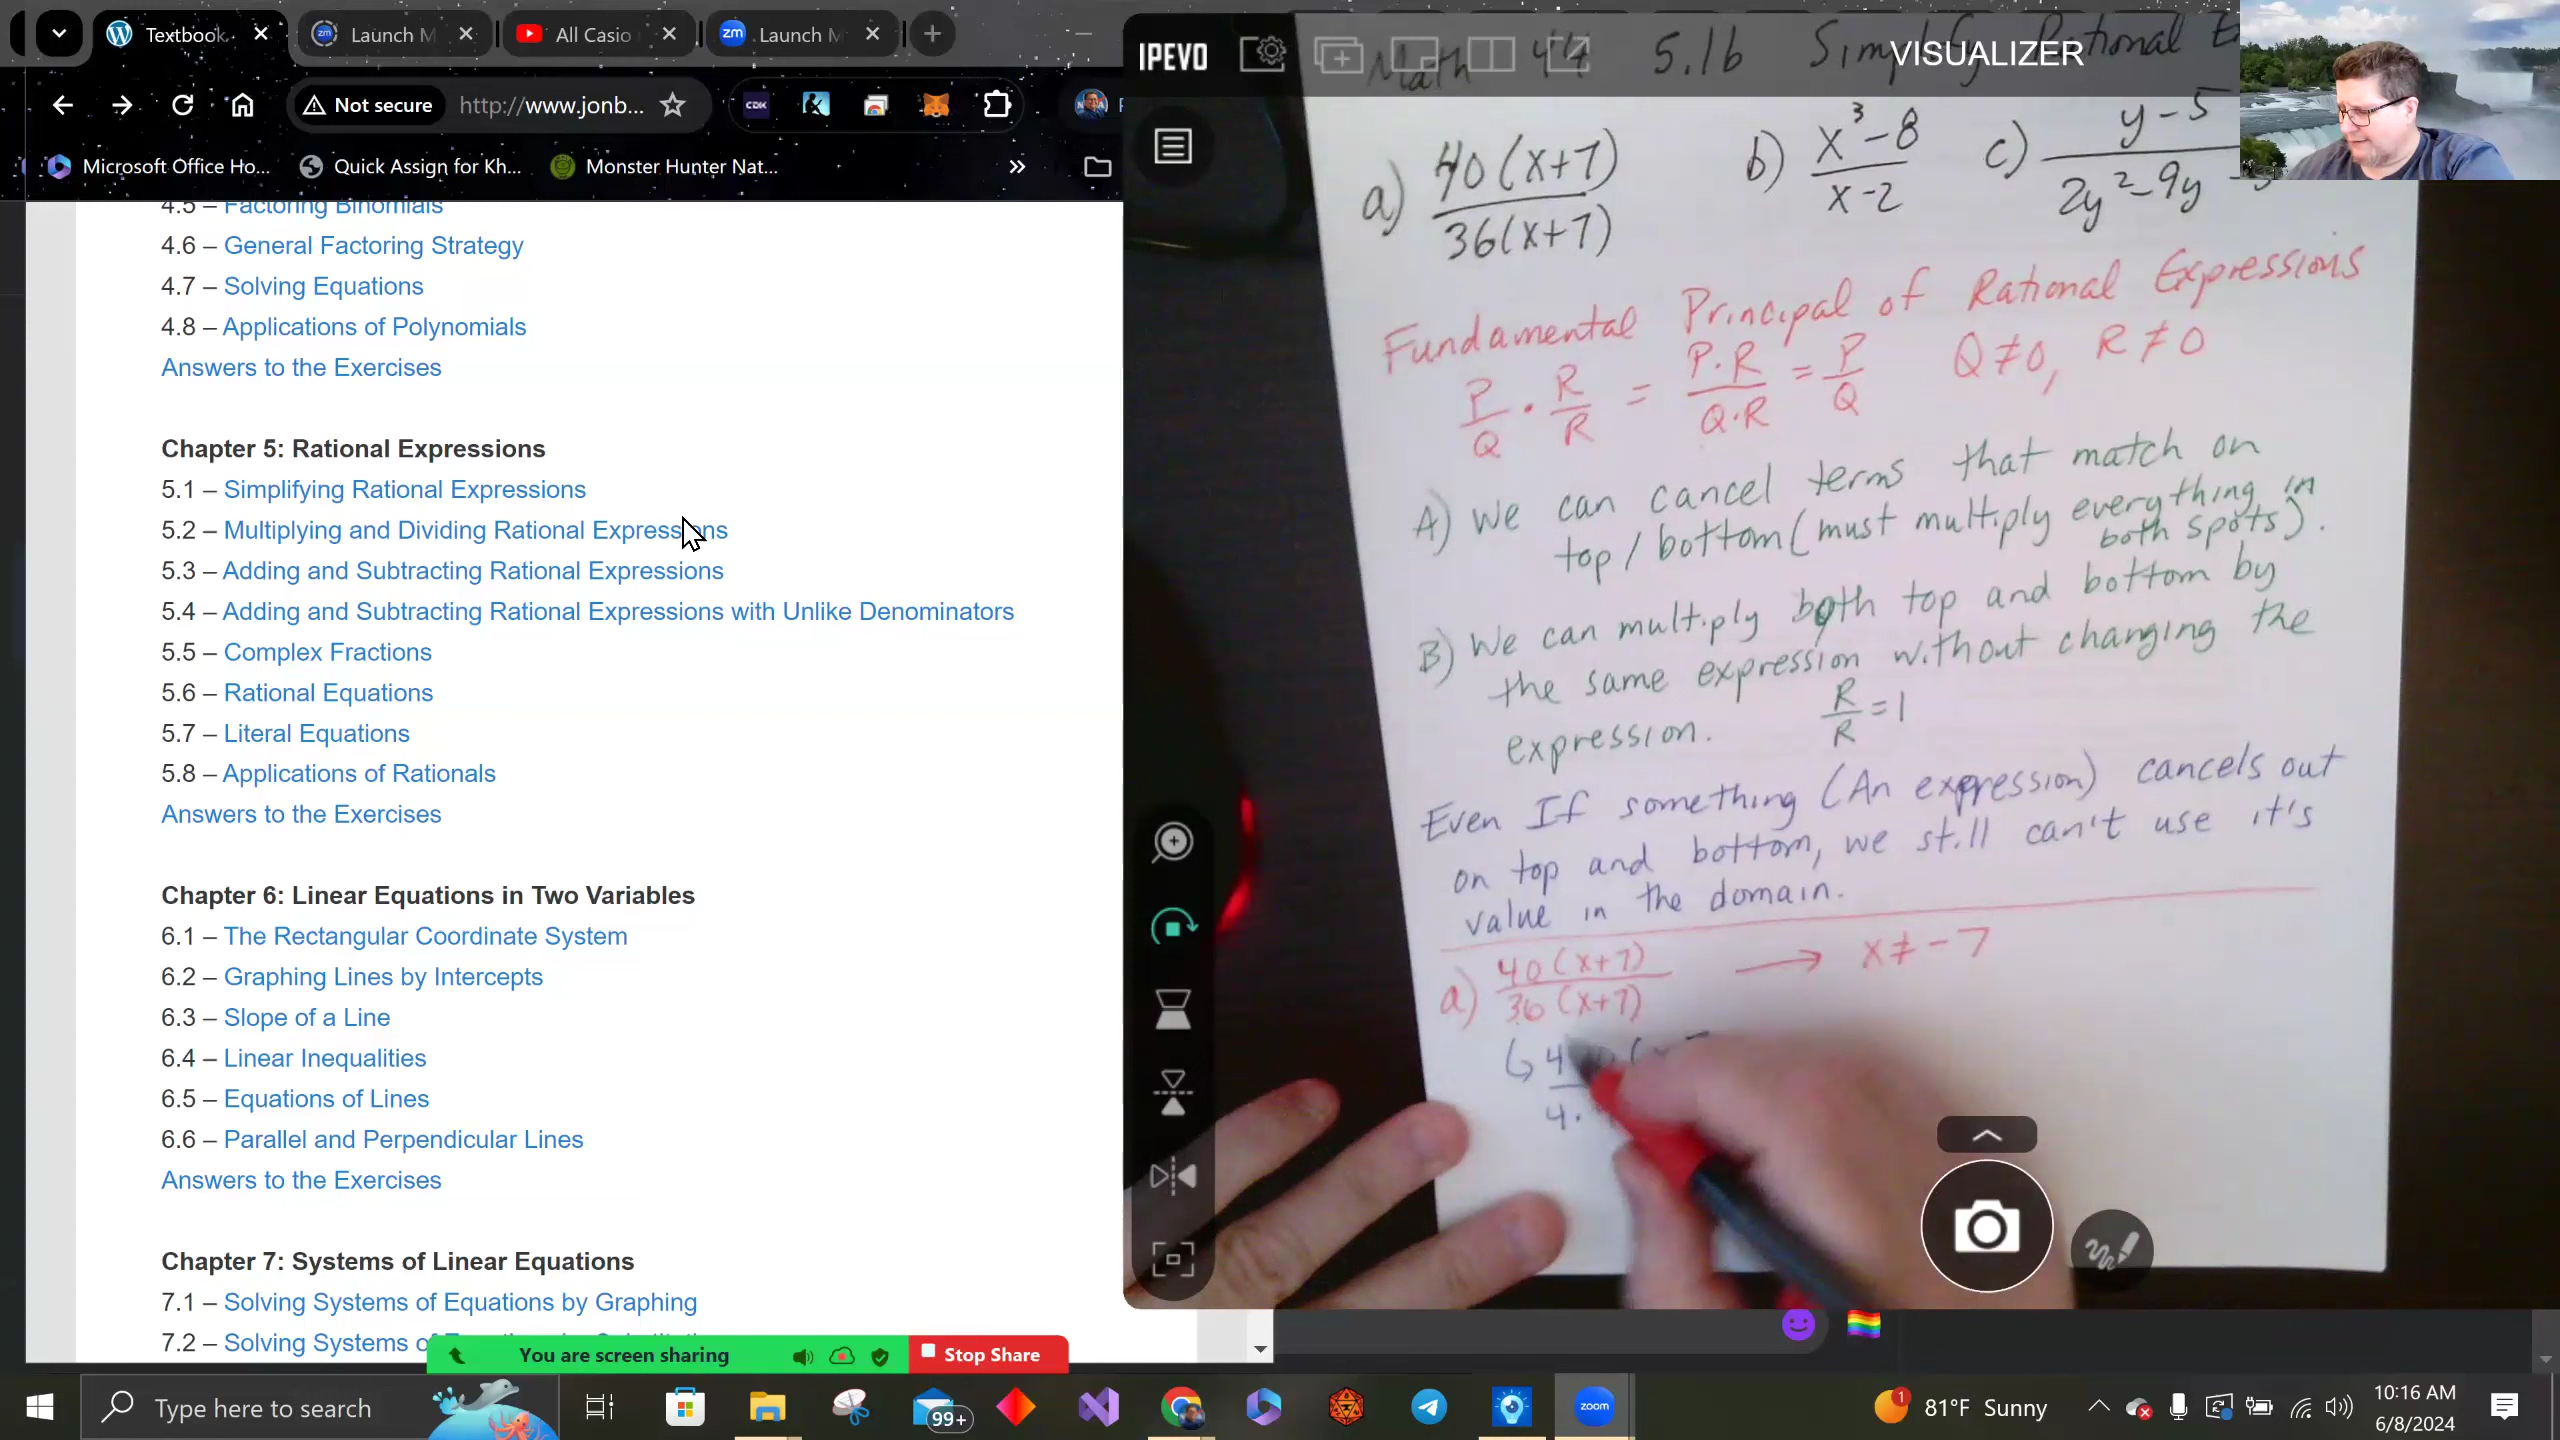 Textbook
Launch M
All Casio
Launch M
Not secure
http://www.jonb...
CDK
Microsoft Office Ho...
Quick Assign for Kh...
Monster Hunter Nat...
4.5 – Factoring Binomials
4.6 – General Factoring Strategy
4.7 – Solving Equations
4.8 – Applications of Polynomials
Answers to the Exercises
Chapter 5: Rational Expressions
5.1 – Simplifying Rational Expressions
5.2 – Multiplying and Dividing Rational Expressions
5.3 – Adding and Subtracting Rational Expressions
5.4 – Adding and Subtracting Rational Expressions with Unlike Denominators
5.5 – Complex Fractions
5.6 – Rational Equations
5.7 – Literal Equations
5.8 – Applications of Rationals
Answers to the Exercises
Chapter 6: Linear Equations in Two Variables
6.1 – The Rectangular Coordinate System
6.2 – Graphing Lines by Intercepts
6.3 – Slope of a Line
6.4 – Linear Inequalities
6.5 – Equations of Lines
6.6 – Parallel and Perpendicular Lines
Answers to the Exercises
Chapter 7: Systems of Linear Equations
7.1 – Solving Systems of Equations by Graphing
7.2 – Solving Systems of
IPEVO
VISUALIZER
Math 44 5.1b Simplify Rational E
a) 40(x+7) / 36(x+7) b) x³-8 / x-2 c) y-5 / 2y²-9y
Fundamental Principal of Rational Expressions
P/Q · R/R = P·R/Q·R = P/Q Q≠0, R≠0
A) We can cancel terms that match on
top / bottom (must multiply everything in
both spots).
B) We can multiply both top and bottom by
the same expression without changing the
expression. R/R = 1
Even If something (An expression) cancels out
on top and bottom, we still can't use it's
value in the domain.
a) 40(x+7) / 36(x+7) → x≠-7
4
4.
You are screen sharing
Stop Share
Type here to search
99+
zoom
1
81°F Sunny
10:16 AM
6/8/2024